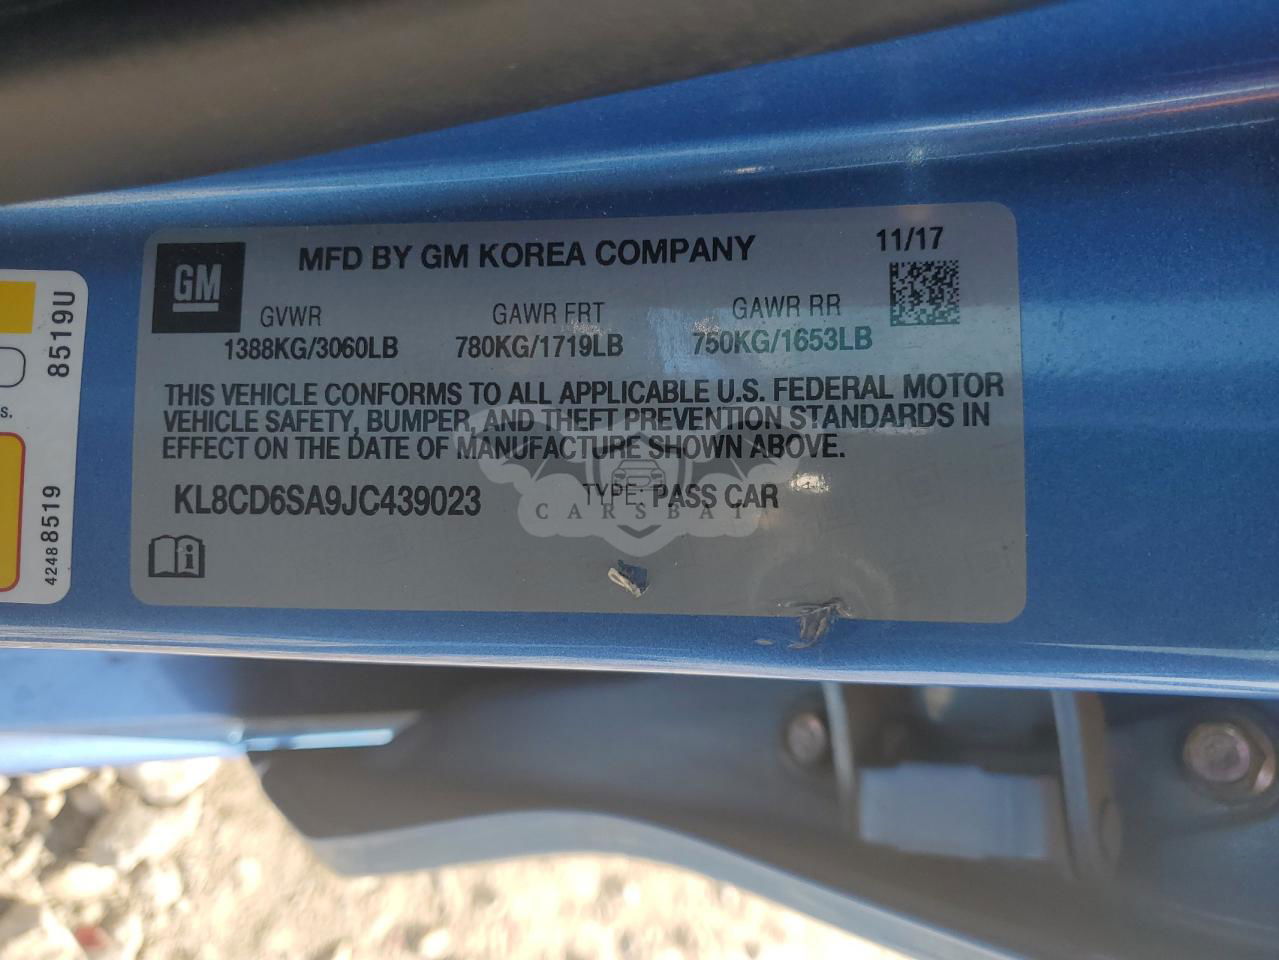 GM
MFD BY GM KOREA COMPANY
11/17
GVWR GAWR FRT GAWR RR
1388KG/3060LB 780KG/1719LB 750KG/1653LB
THIS VEHICLE CONFORMS TO ALL APPLICABLE U.S. FEDERAL MOTOR
VEHICLE SAFETY, BUMPER, AND THEFT PREVENTION STANDARDS IN
EFFECT ON THE DATE OF MANUFACTURE SHOWN ABOVE.
KL8CD6SA9JC439023 TYPE: PASS CAR
CARSBAT
i
8519U
42488519